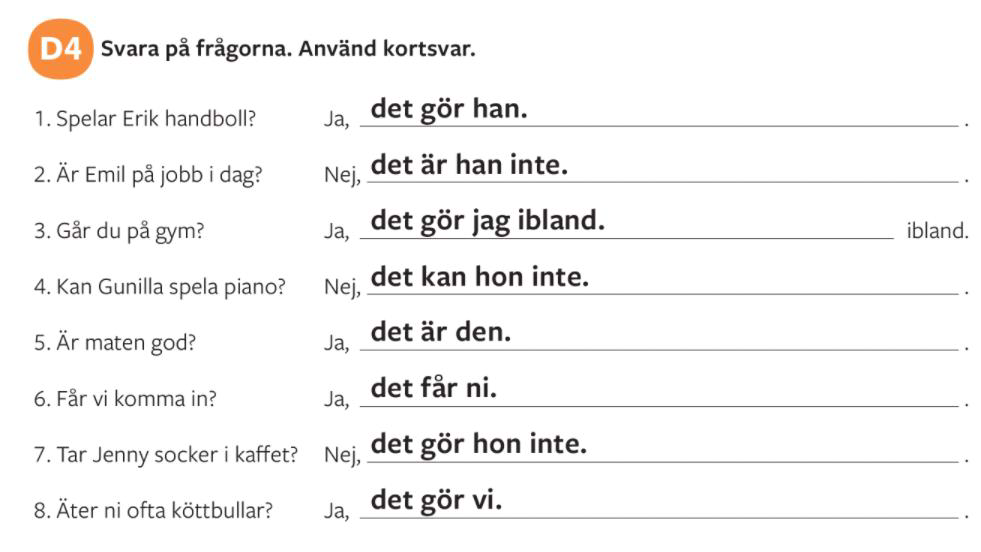 D4 Svara på frågorna. Använd kortsvar.
1. Spelar Erik handboll? Ja, det gör han. .
2. Är Emil på jobb i dag? Nej, det är han inte. .
3. Går du på gym? Ja, det gör jag ibland. ibland.
4. Kan Gunilla spela piano? Nej, det kan hon inte. .
5. Är maten god? Ja, det är den. .
6. Får vi komma in? Ja, det får ni. .
7. Tar Jenny socker i kaffet? Nej, det gör hon inte. .
8. Äter ni ofta köttbullar? Ja, det gör vi. .